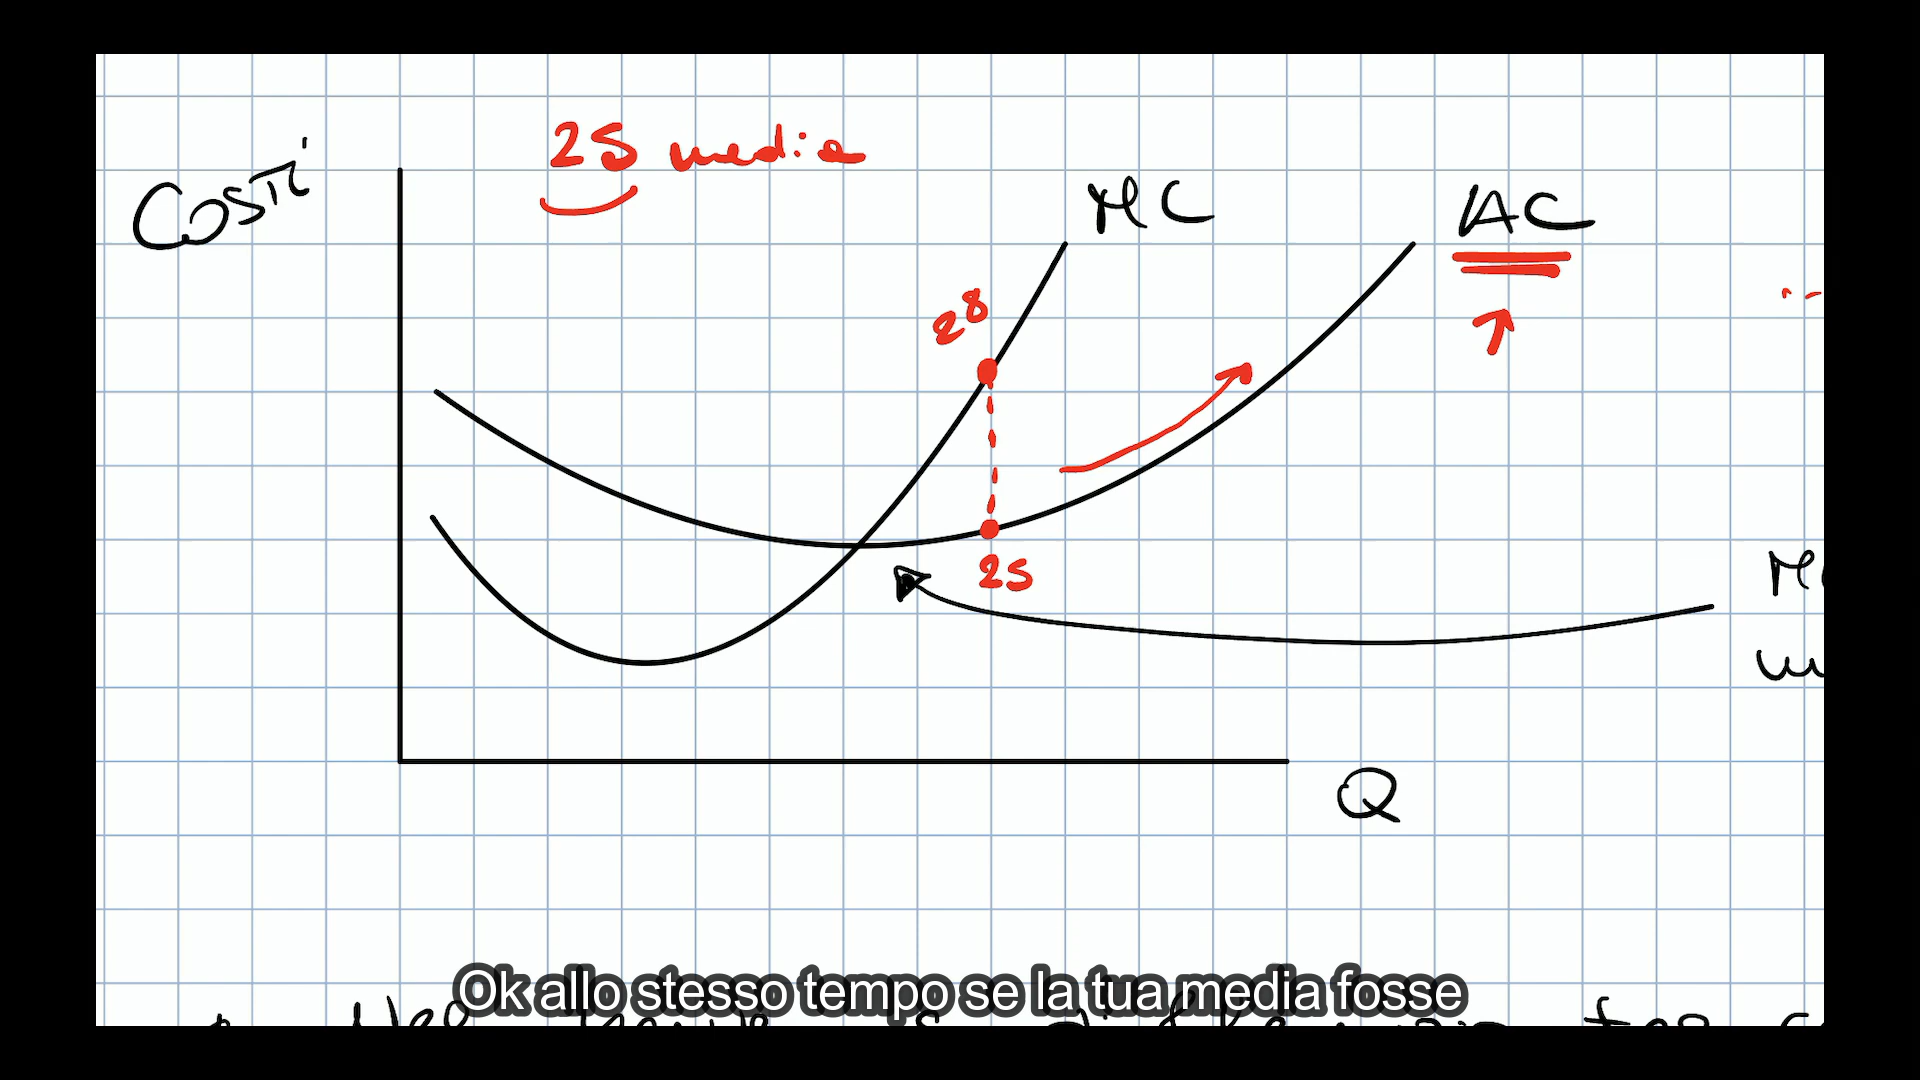 25 media
Costi
MC
AC
28
25
Q
Ok allo stesso tempo se la tua media fosse